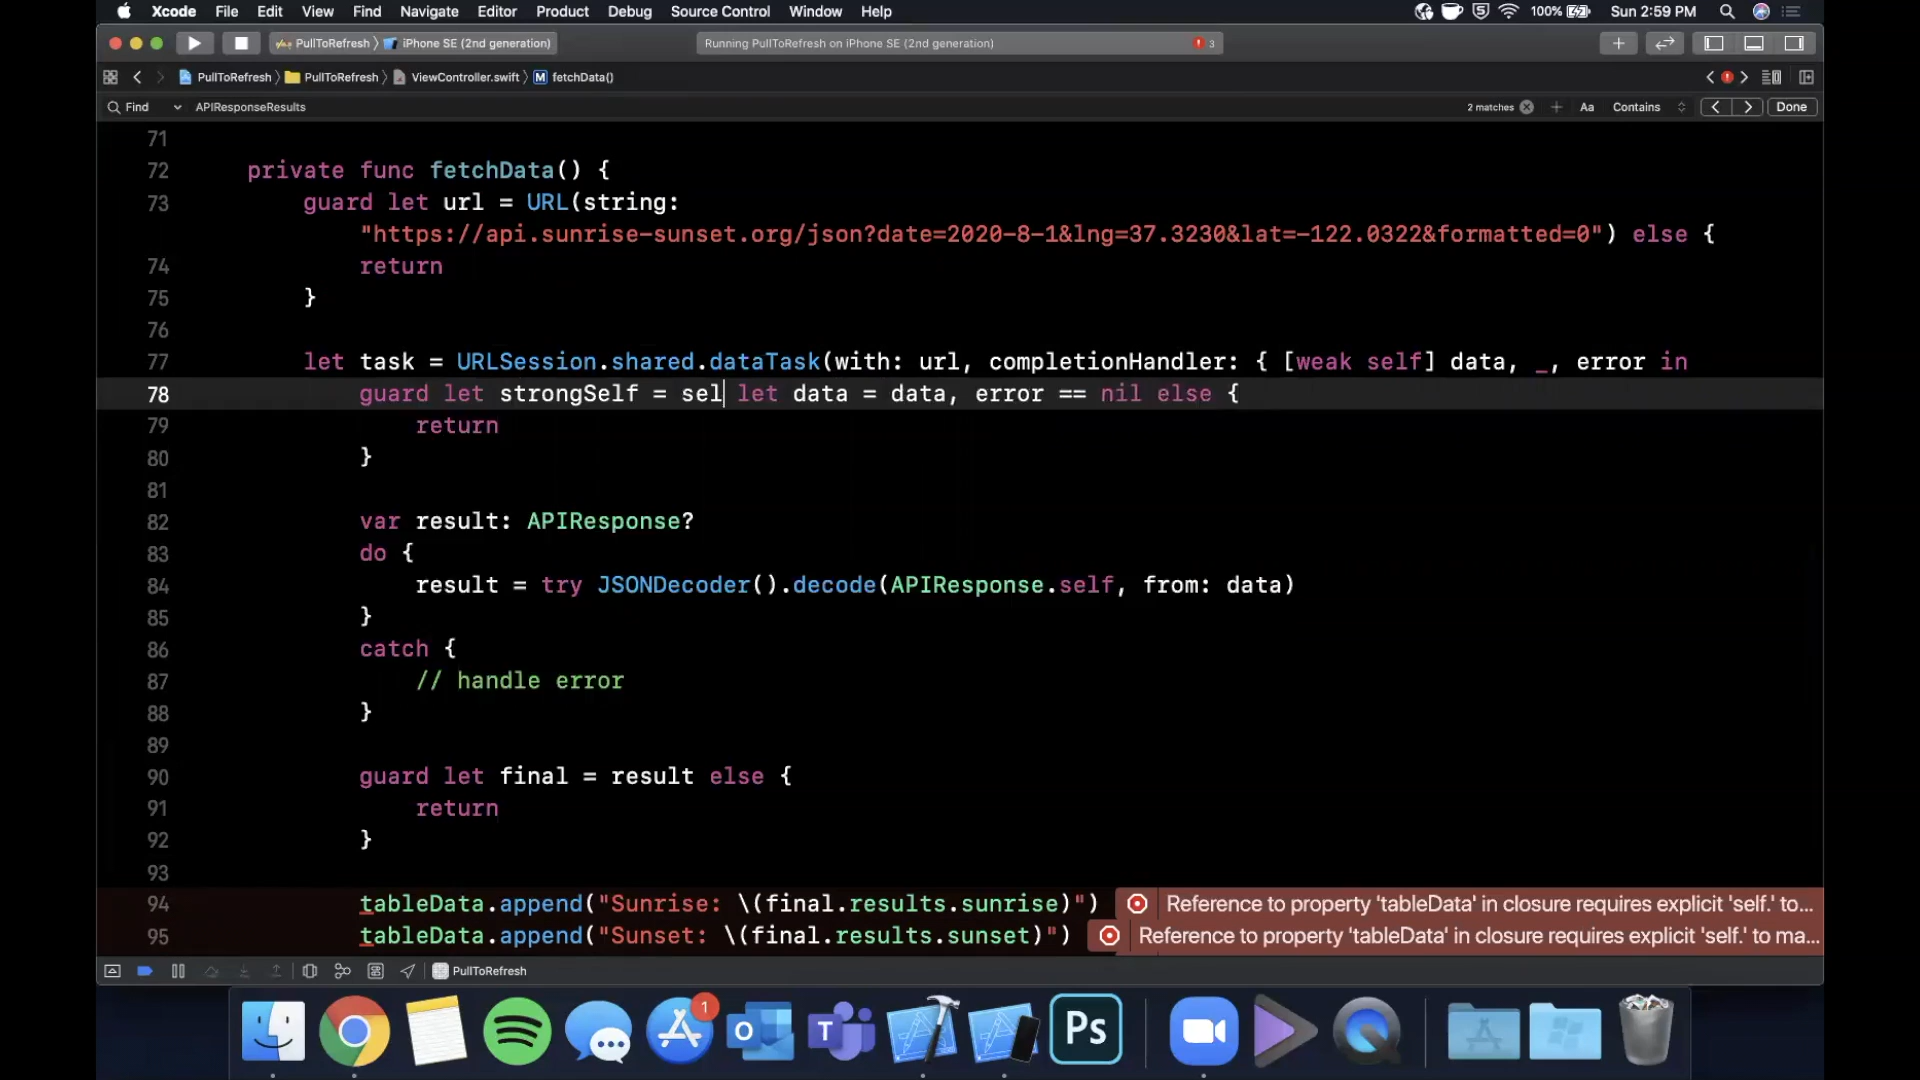 Xcode File Edit View Find Navigate Editor Product Debug Source Control Window Help 100% Sun 2:59 PM
PullToRefresh iPhone SE (2nd generation) Running PullToRefresh on iPhone SE (2nd generation) 3
PullToRefresh PullToRefresh ViewController.swift M fetchData()
Find APIResponseResults 2 matches Aa Contains Done
71
72 private func fetchData() {
73 guard let url = URL(string:
"https://api.sunrise-sunset.org/json?date=2020-8-1&lng=37.3230&lat=-122.0322&formatted=0") else {
74 return
75 }
76
77 let task = URLSession.shared.dataTask(with: url, completionHandler: { [weak self] data, _, error in
78 guard let strongSelf = sel let data = data, error == nil else {
79 return
80 }
81
82 var result: APIResponse?
83 do {
84 result = try JSONDecoder().decode(APIResponse.self, from: data)
85 }
86 catch {
87 // handle error
88 }
89
90 guard let final = result else {
91 return
92 }
93
94 tableData.append("Sunrise: \(final.results.sunrise)") Reference to property 'tableData' in closure requires explicit 'self.' to...
95 tableData.append("Sunset: \(final.results.sunset)") Reference to property 'tableData' in closure requires explicit 'self.' to ma...
PullToRefresh
1
Ps